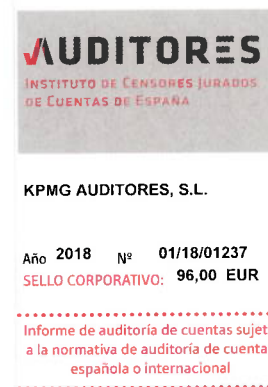 AUDITORES
INSTITUTO DE CENSORES JURADOS
DE CUENTAS DE ESPAÑA
KPMG AUDITORES, S.L.
Año 2018 Nº 01/18/01237
SELLO CORPORATIVO: 96,00 EUR
Informe de auditoría de cuentas sujet
a la normativa de auditoría de cuenta
española o internacional